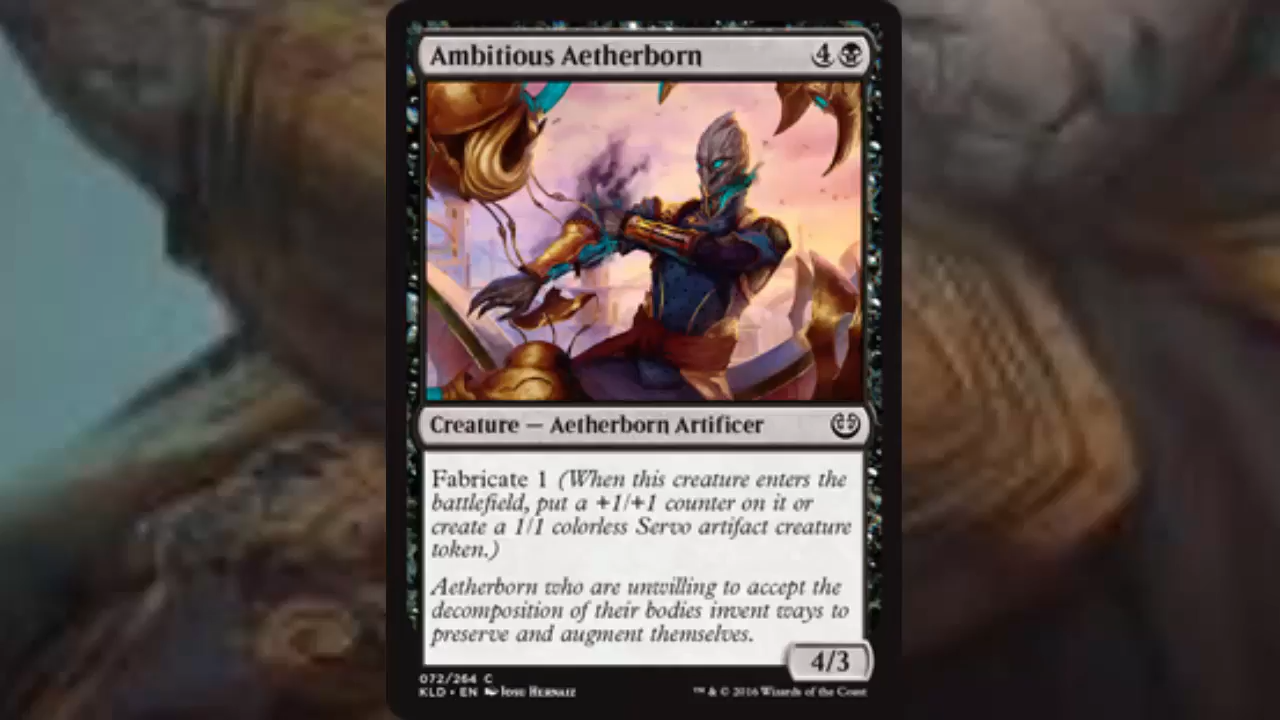 Ambitious Aetherborn 4
Creature — Aetherborn Artificer
Fabricate 1 (When this creature enters the
battlefield, put a +1/+1 counter on it or
create a 1/1 colorless Servo artifact creature
token.)
Aetherborn who are unwilling to accept the
decomposition of their bodies invent ways to
preserve and augment themselves.
4/3
072/264 C
KLD • EN Iosu Hernaiz ™ & © 2016 Wizards of the Coast